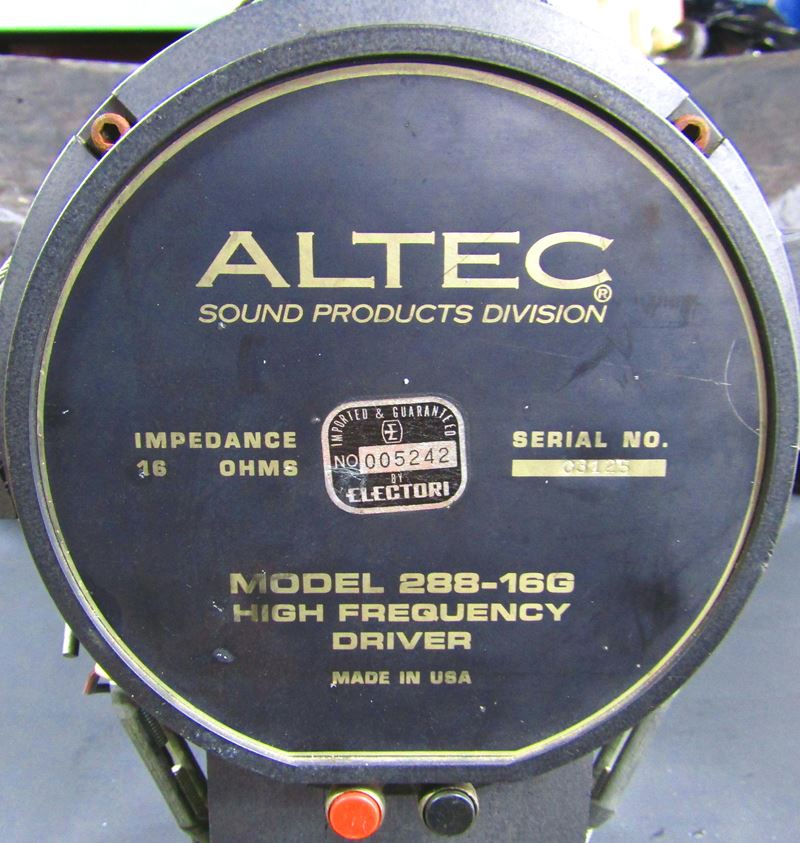 ALTEC®
SOUND PRODUCTS DIVISION
IMPEDANCE
16 OHMS
IMPORTED & GUARANTEED
E
NO 005242
BY
ELECTORI
SERIAL NO.
03125
MODEL 288-16G
HIGH FREQUENCY
DRIVER
MADE IN USA